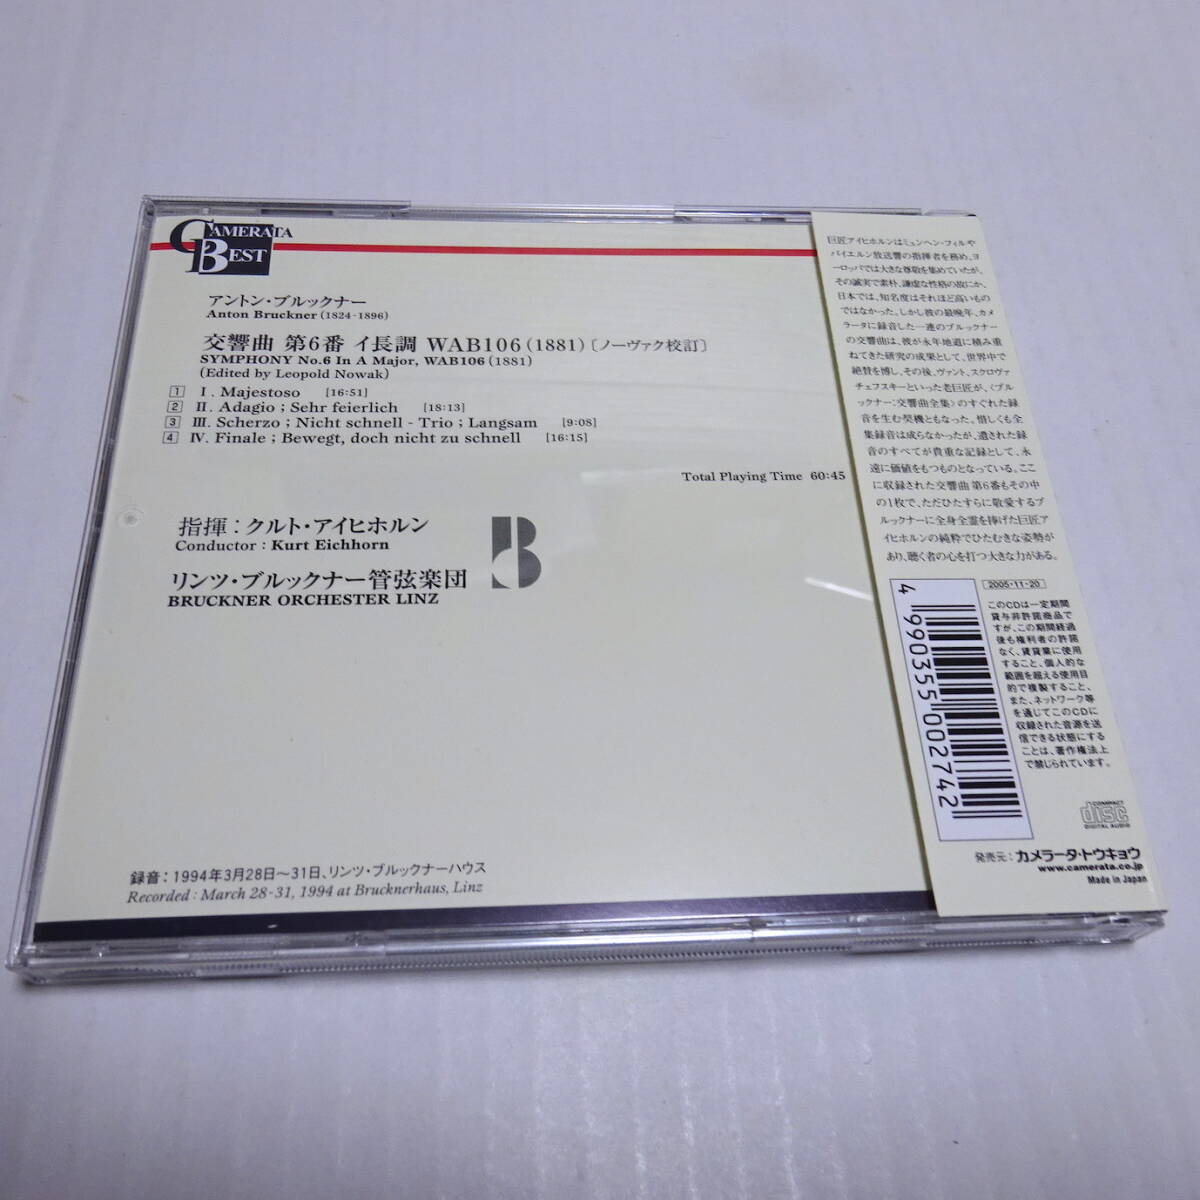 CAMERATA
BEST
アントン・ブルックナー
Anton Bruckner (1824-1896)
交響曲 第6番 イ長調 WAB106 (1881)〔ノーヴァク校訂〕
SYMPHONY No.6 In A Major, WAB106 (1881)
(Edited by Leopold Nowak)
1 I. Majestoso [16:51]
2 II. Adagio ; Sehr feierlich [18:13]
3 III. Scherzo ; Nicht schnell - Trio ; Langsam [9:08]
4 IV. Finale ; Bewegt, doch nicht zu schnell [16:15]
Total Playing Time 60:45
指揮：クルト・アイヒホルン
Conductor : Kurt Eichhorn
リンツ・ブルックナー管弦楽団
BRUCKNER ORCHESTER LINZ
録音：1994年3月28日～31日、リンツ・ブルックナーハウス
Recorded : March 28-31, 1994 at Brucknerhaus, Linz
巨匠アイヒホルンはミュンヘン・フィルや
バイエルン放送響の指揮者を務め、ヨ
ーロッパでは大きな尊敬を集めていたが、
その誠実で素朴、謙虚な性格の故にか、
日本では、知名度はそれほど高いもの
ではなかった。しかし彼の最晩年、カメ
ラータに録音した一連のブルックナー
の交響曲は、彼が永年地道に積み重
ねてきた研究の成果として、世界中で
絶賛を博し、その後、ヴァント、スクロヴァ
チェフスキーといった老巨匠が、〈ブル
ックナー：交響曲全集〉のすぐれた録
音を生む契機ともなった。惜しくも全
集録音は成らなかったが、遺された録
音のすべてが貴重な記録として、永
遠に価値をもつものとなっている。ここ
に収録された交響曲 第6番もその中
の1枚で、ただひたすらに敬愛するブ
ルックナーに全身全霊を捧げた巨匠ア
イヒホルンの純粋でひたむきな姿勢が
あり、聴く者の心を打つ大きな力がある。
4 990355 002742
2005・11・20
このCDは一定期間
貸与非許諾商品で
すが、この期間経過
後も権利者の許諾
なく、賃貸業に使用
すること、個人的な
範囲を超える使用目
的で複製すること、
また、ネットワーク等
を通じてこのCDに
収録された音源を送
信できる状態にする
ことは、著作権法上
で禁じられています。
COMPACT
disc
DIGITAL AUDIO
発売元：カメラータ・トウキョウ
www.camerata.co.jp
Made in Japan